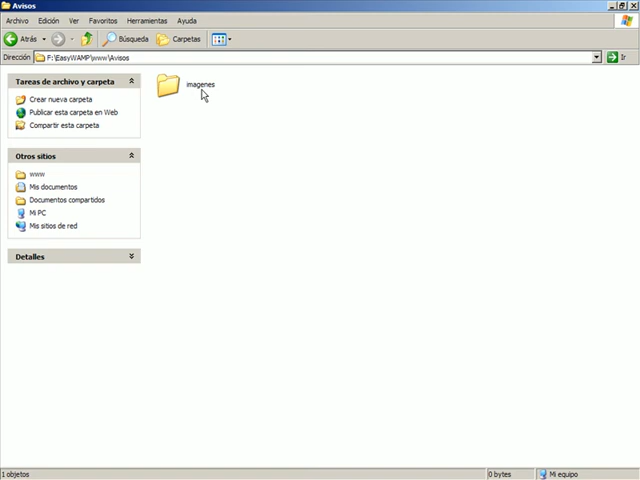 Avisos
Archivo Edición Ver Favoritos Herramientas Ayuda
Atrás Búsqueda Carpetas
Dirección F:\EasyWAMP\www\Avisos Ir
Tareas de archivo y carpeta
Crear nueva carpeta
Publicar esta carpeta en Web
Compartir esta carpeta
Otros sitios
www
Mis documentos
Documentos compartidos
Mi PC
Mis sitios de red
Detalles
imagenes
1 objetos 0 bytes Mi equipo